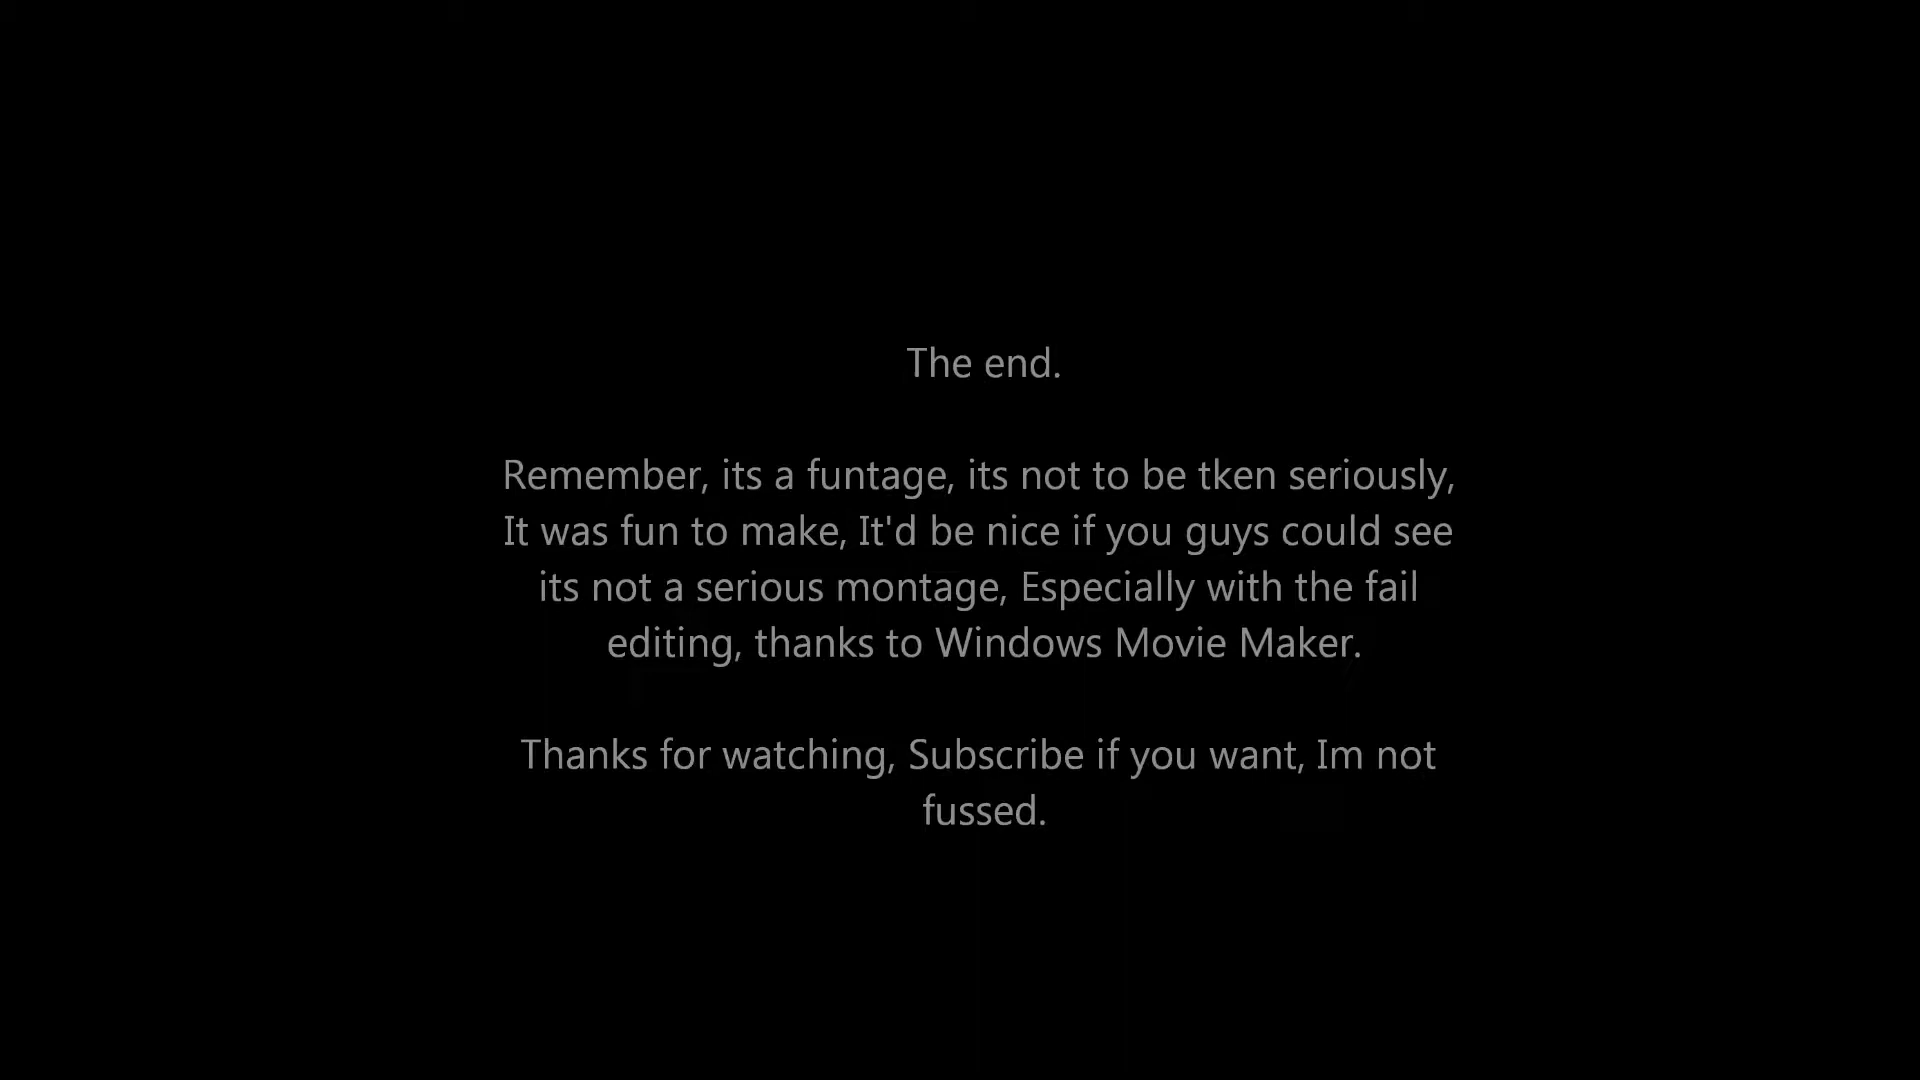 The end.
Remember, its a funtage, its not to be tken seriously,
It was fun to make, It'd be nice if you guys could see
its not a serious montage, Especially with the fail
editing, thanks to Windows Movie Maker.
Thanks for watching, Subscribe if you want, Im not
fussed.